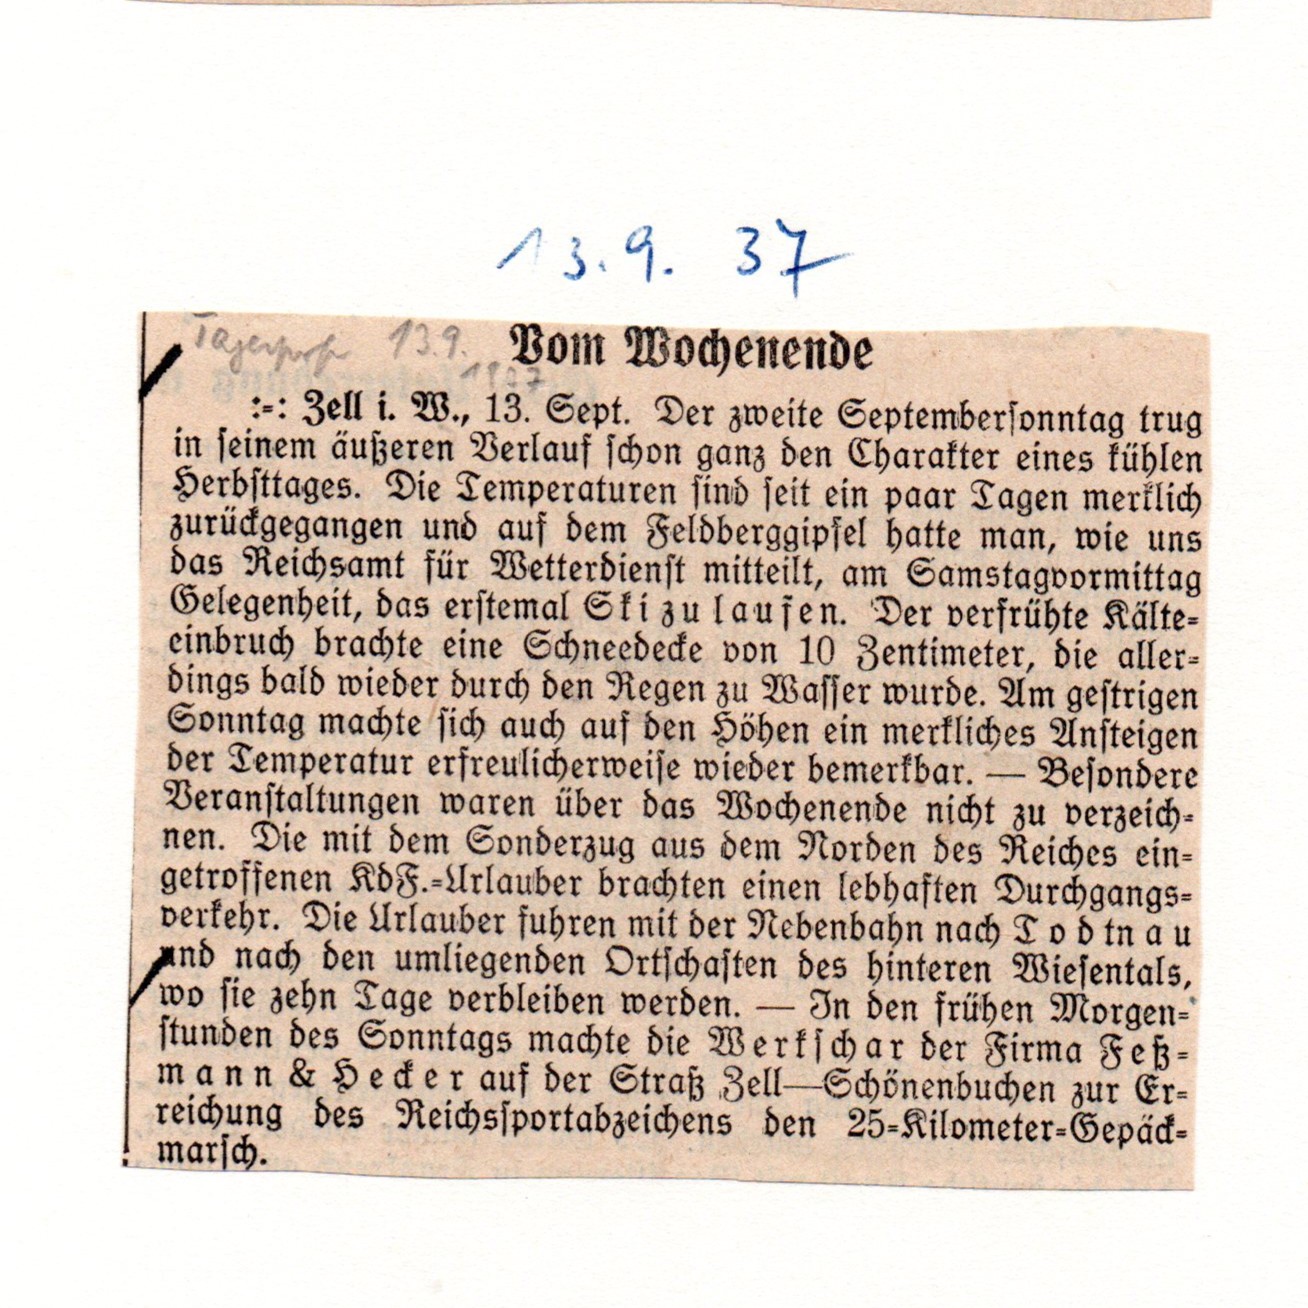 13.9. 37
13.9.
1937
Vom Wochenende
:-: Zell i. W., 13. Sept. Der zweite Septembersonntag trug
in seinem äußeren Verlauf schon ganz den Charakter eines kühlen
Herbsttages. Die Temperaturen sind seit ein paar Tagen merklich
zurückgegangen und auf dem Feldberggipfel hatte man, wie uns
das Reichsamt für Wetterdienst mitteilt, am Samstagvormittag
Gelegenheit, das erstemal Ski zu laufen. Der verfrühte Kälte-
einbruch brachte eine Schneedecke von 10 Zentimeter, die aller-
dings bald wieder durch den Regen zu Wasser wurde. Am gestrigen
Sonntag machte sich auch auf den Höhen ein merkliches Ansteigen
der Temperatur erfreulicherweise wieder bemerkbar. — Besondere
Veranstaltungen waren über das Wochenende nicht zu verzeich-
nen. Die mit dem Sonderzug aus dem Norden des Reiches ein-
getroffenen KdF.-Urlauber brachten einen lebhaften Durchgangs-
verkehr. Die Urlauber fuhren mit der Nebenbahn nach Todtnau
und nach den umliegenden Ortschaften des hinteren Wiesentals,
wo sie zehn Tage verbleiben werden. — In den frühen Morgen-
stunden des Sonntags machte die Werkschar der Firma Feß-
mann & Hecker auf der Straß Zell—Schönenbuchen zur Er-
reichung des Reichssportabzeichens den 25-Kilometer-Gepäck-
marsch.